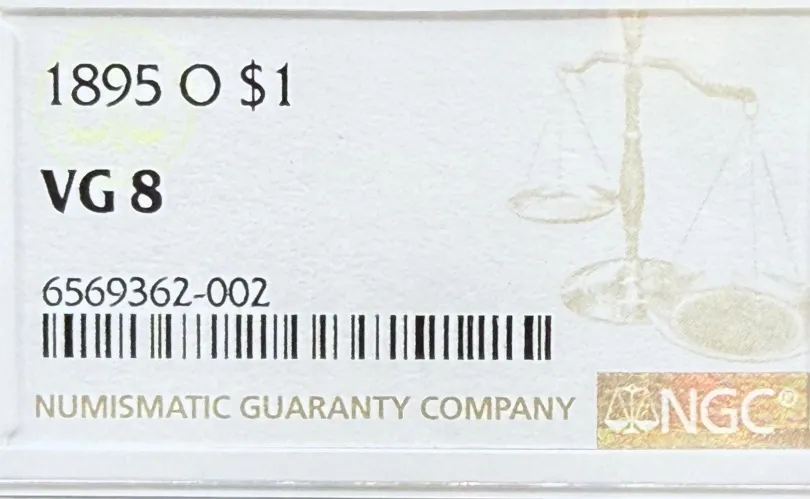 1895 O $1
VG 8
6569362-002
NUMISMATIC GUARANTY COMPANY
NGC®